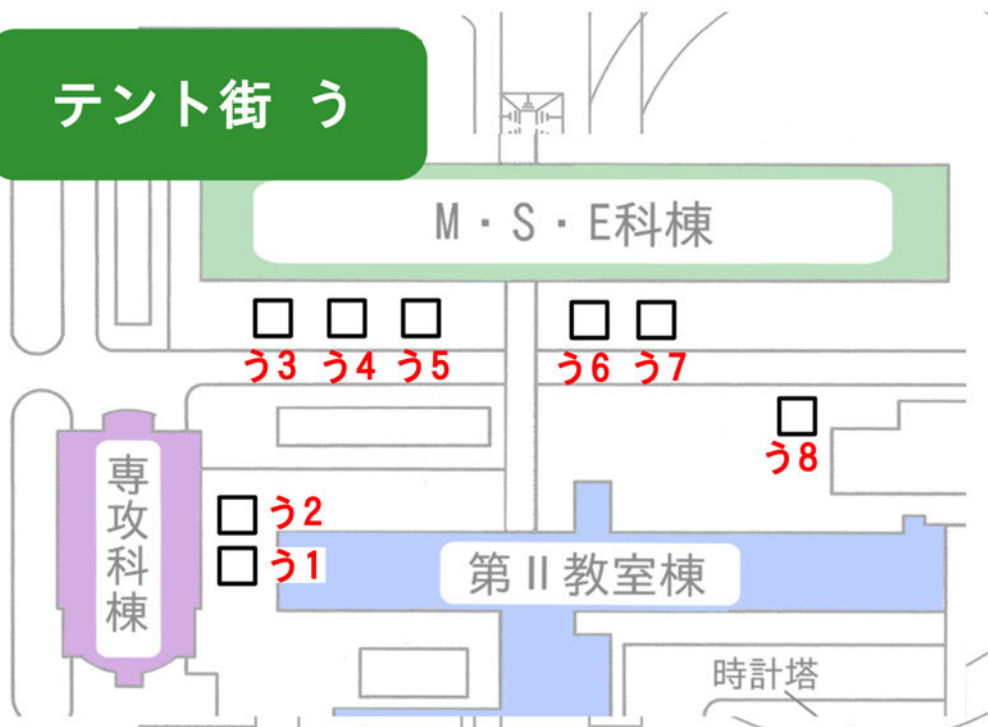 テント街 う
M・S・E科棟
う3 う4 う5 う6 う7
う8
専攻科棟
う2
う1
第Ⅱ教室棟
時計塔